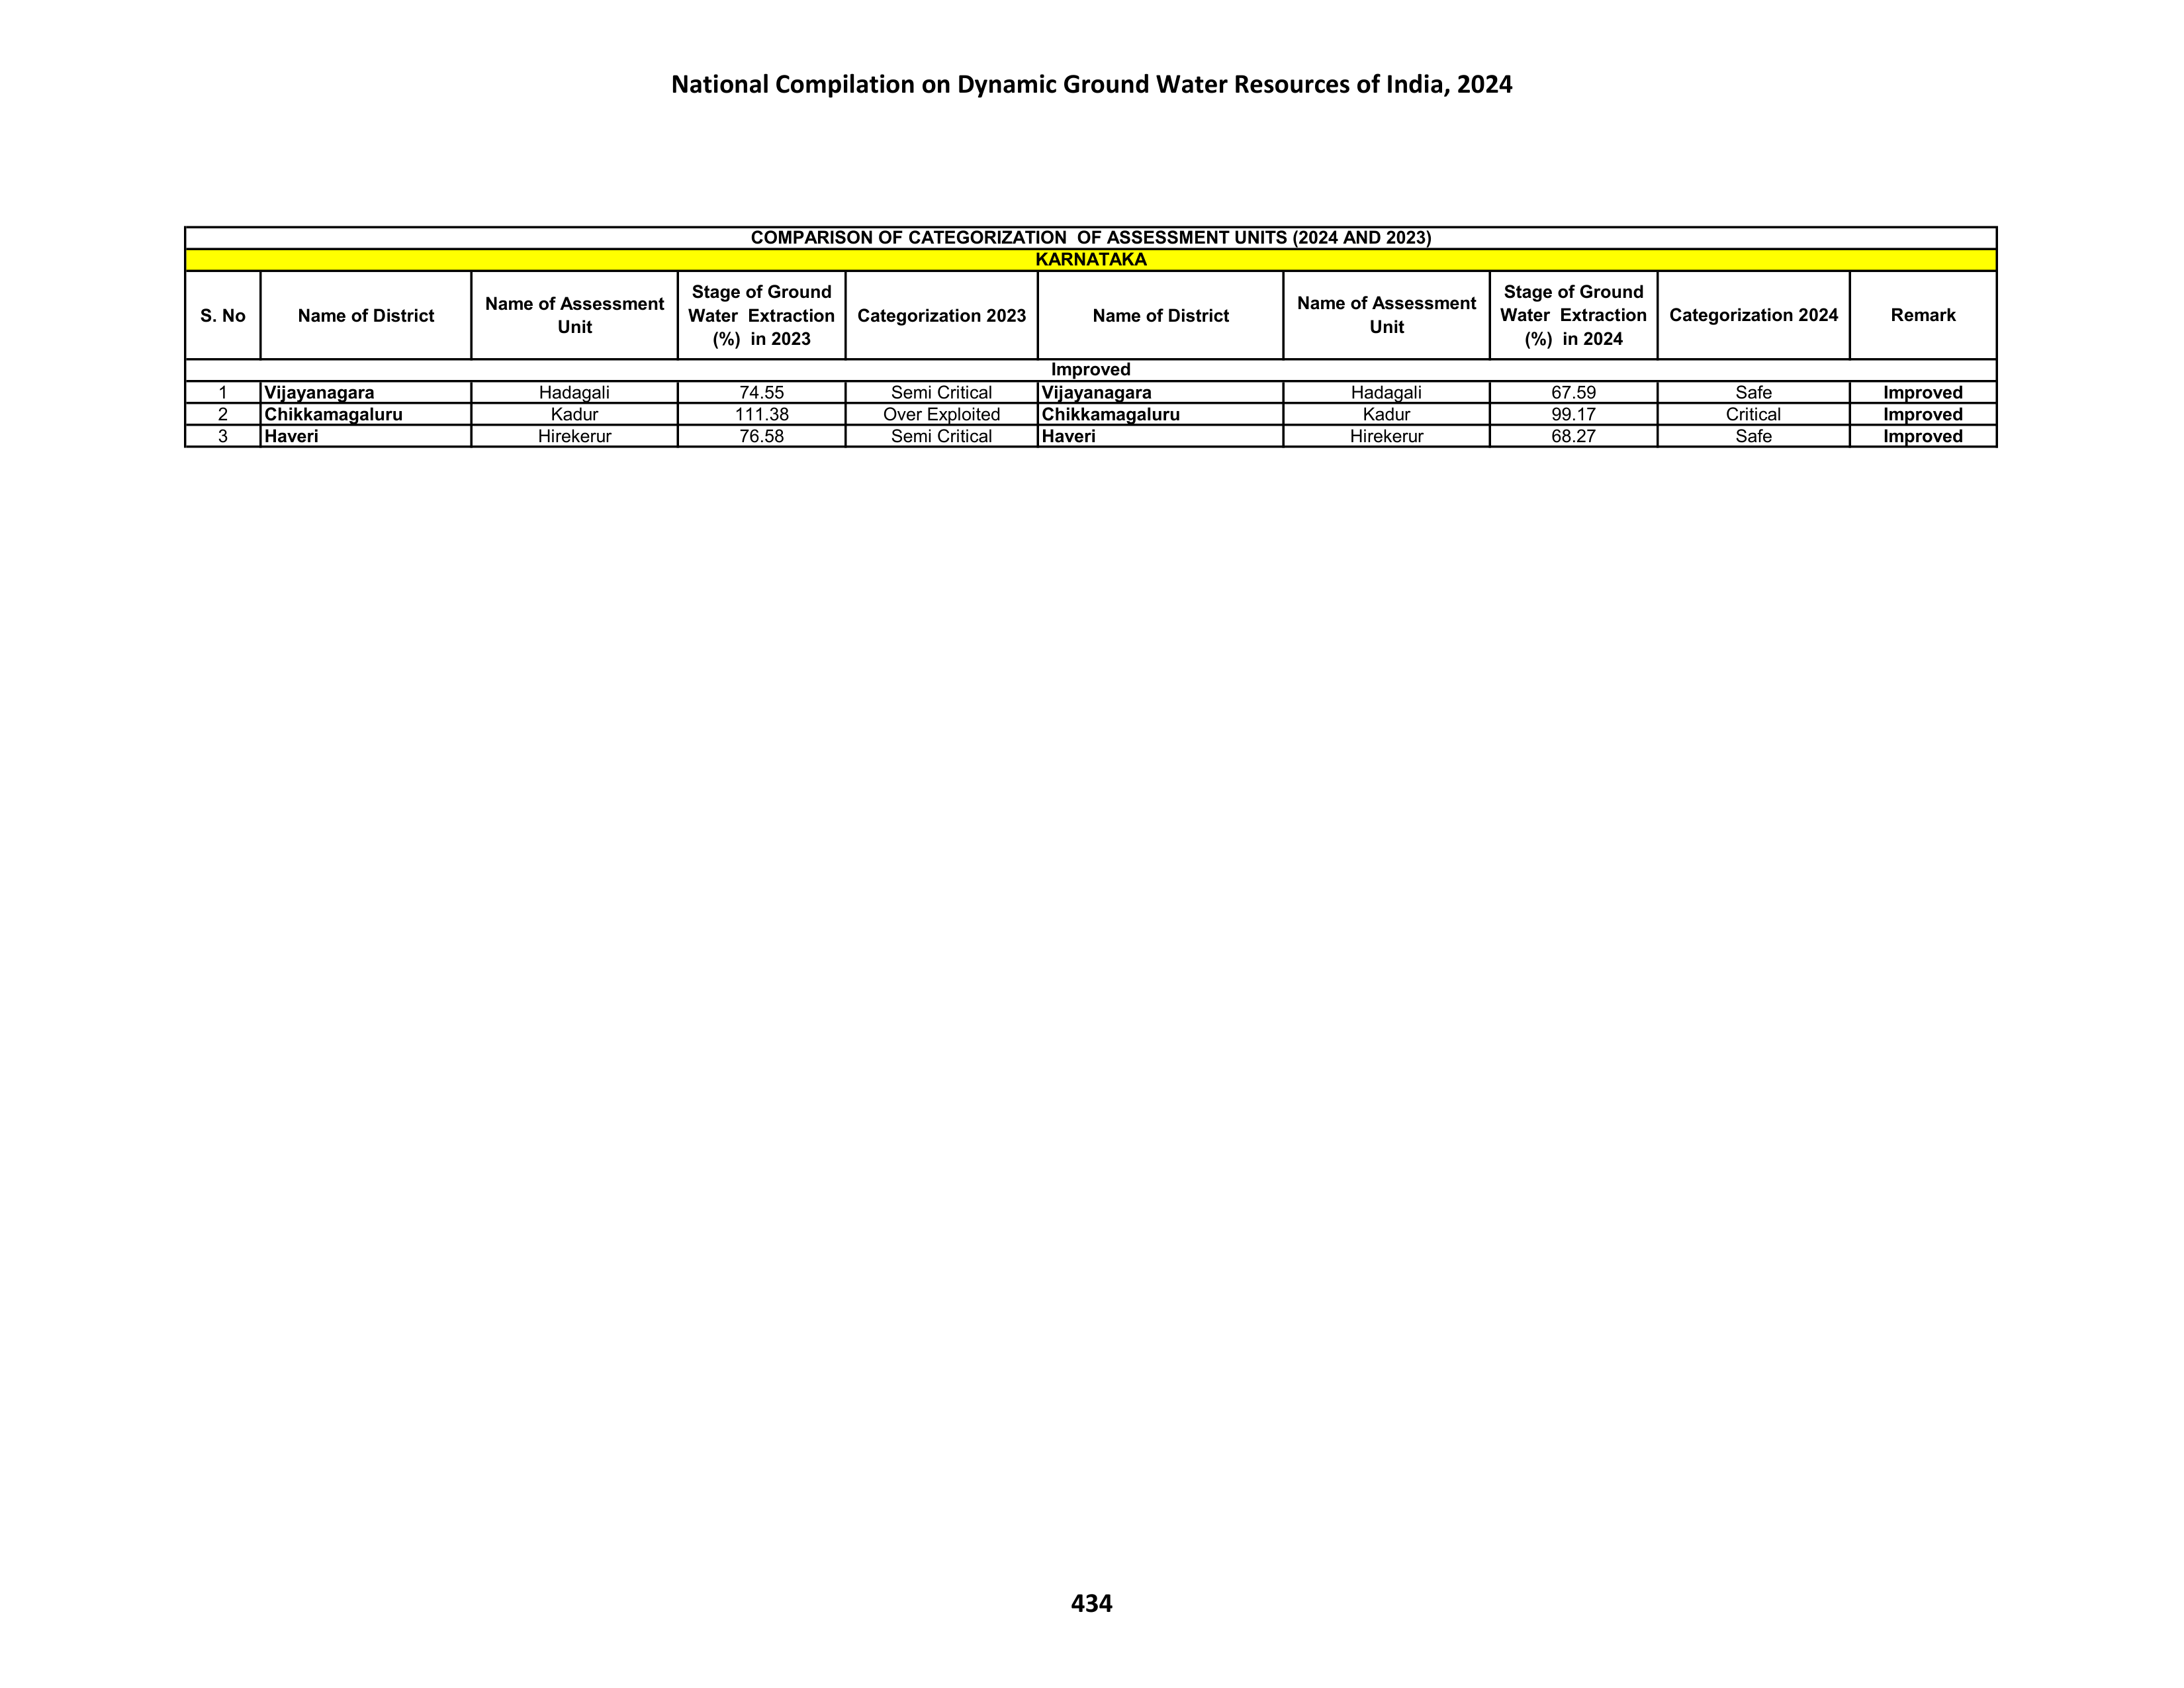 National Compilation on Dynamic Ground Water Resources of India, 2024
COMPARISON OF CATEGORIZATION OF ASSESSMENT UNITS (2024 AND 2023)
KARNATAKA
S. No Name of District Name of Assessment Unit Stage of Ground Water Extraction (%) in 2023 Categorization 2023 Name of District Name of Assessment Unit Stage of Ground Water Extraction (%) in 2024 Categorization 2024 Remark
Improved
1 Vijayanagara Hadagali 74.55 Semi Critical Vijayanagara Hadagali 67.59 Safe Improved
2 Chikkamagaluru Kadur 111.38 Over Exploited Chikkamagaluru Kadur 99.17 Critical Improved
3 Haveri Hirekerur 76.58 Semi Critical Haveri Hirekerur 68.27 Safe Improved
434